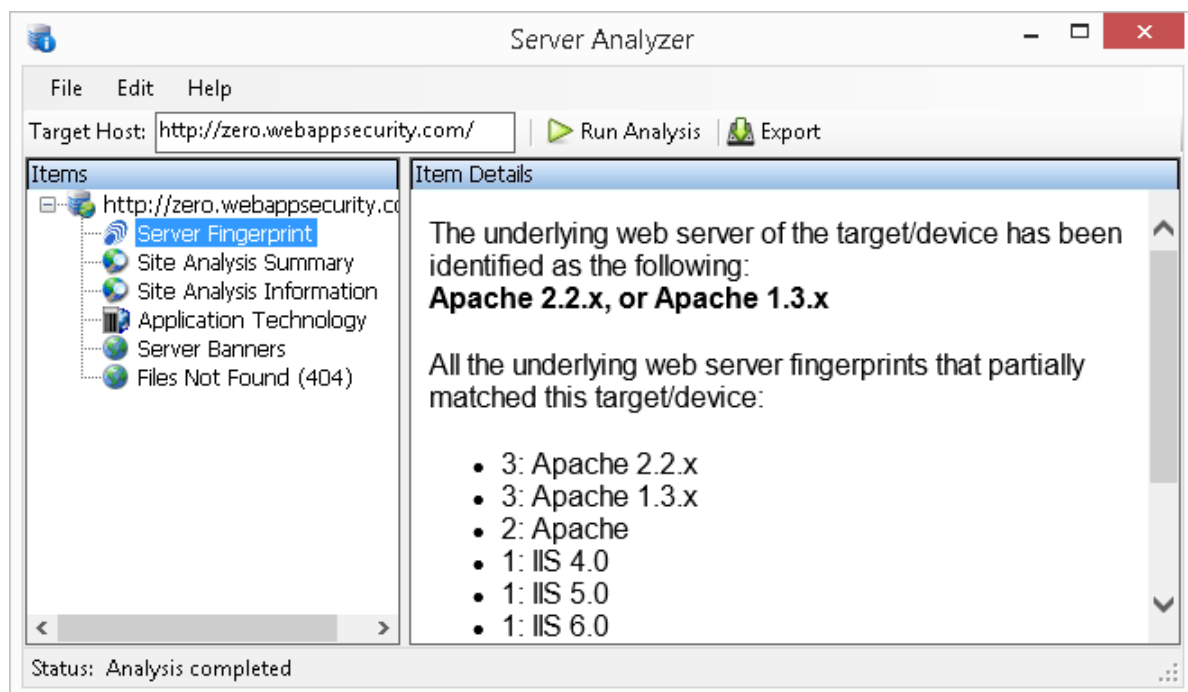 Server Analyzer
File Edit Help
Target Host: http://zero.webappsecurity.com/ Run Analysis Export
Items
http://zero.webappsecurity.co
Server Fingerprint
Site Analysis Summary
Site Analysis Information
Application Technology
Server Banners
Files Not Found (404)
Item Details
The underlying web server of the target/device has been
identified as the following:
Apache 2.2.x, or Apache 1.3.x
All the underlying web server fingerprints that partially
matched this target/device:
• 3: Apache 2.2.x
• 3: Apache 1.3.x
• 2: Apache
• 1: IIS 4.0
• 1: IIS 5.0
• 1: IIS 6.0
Status: Analysis completed